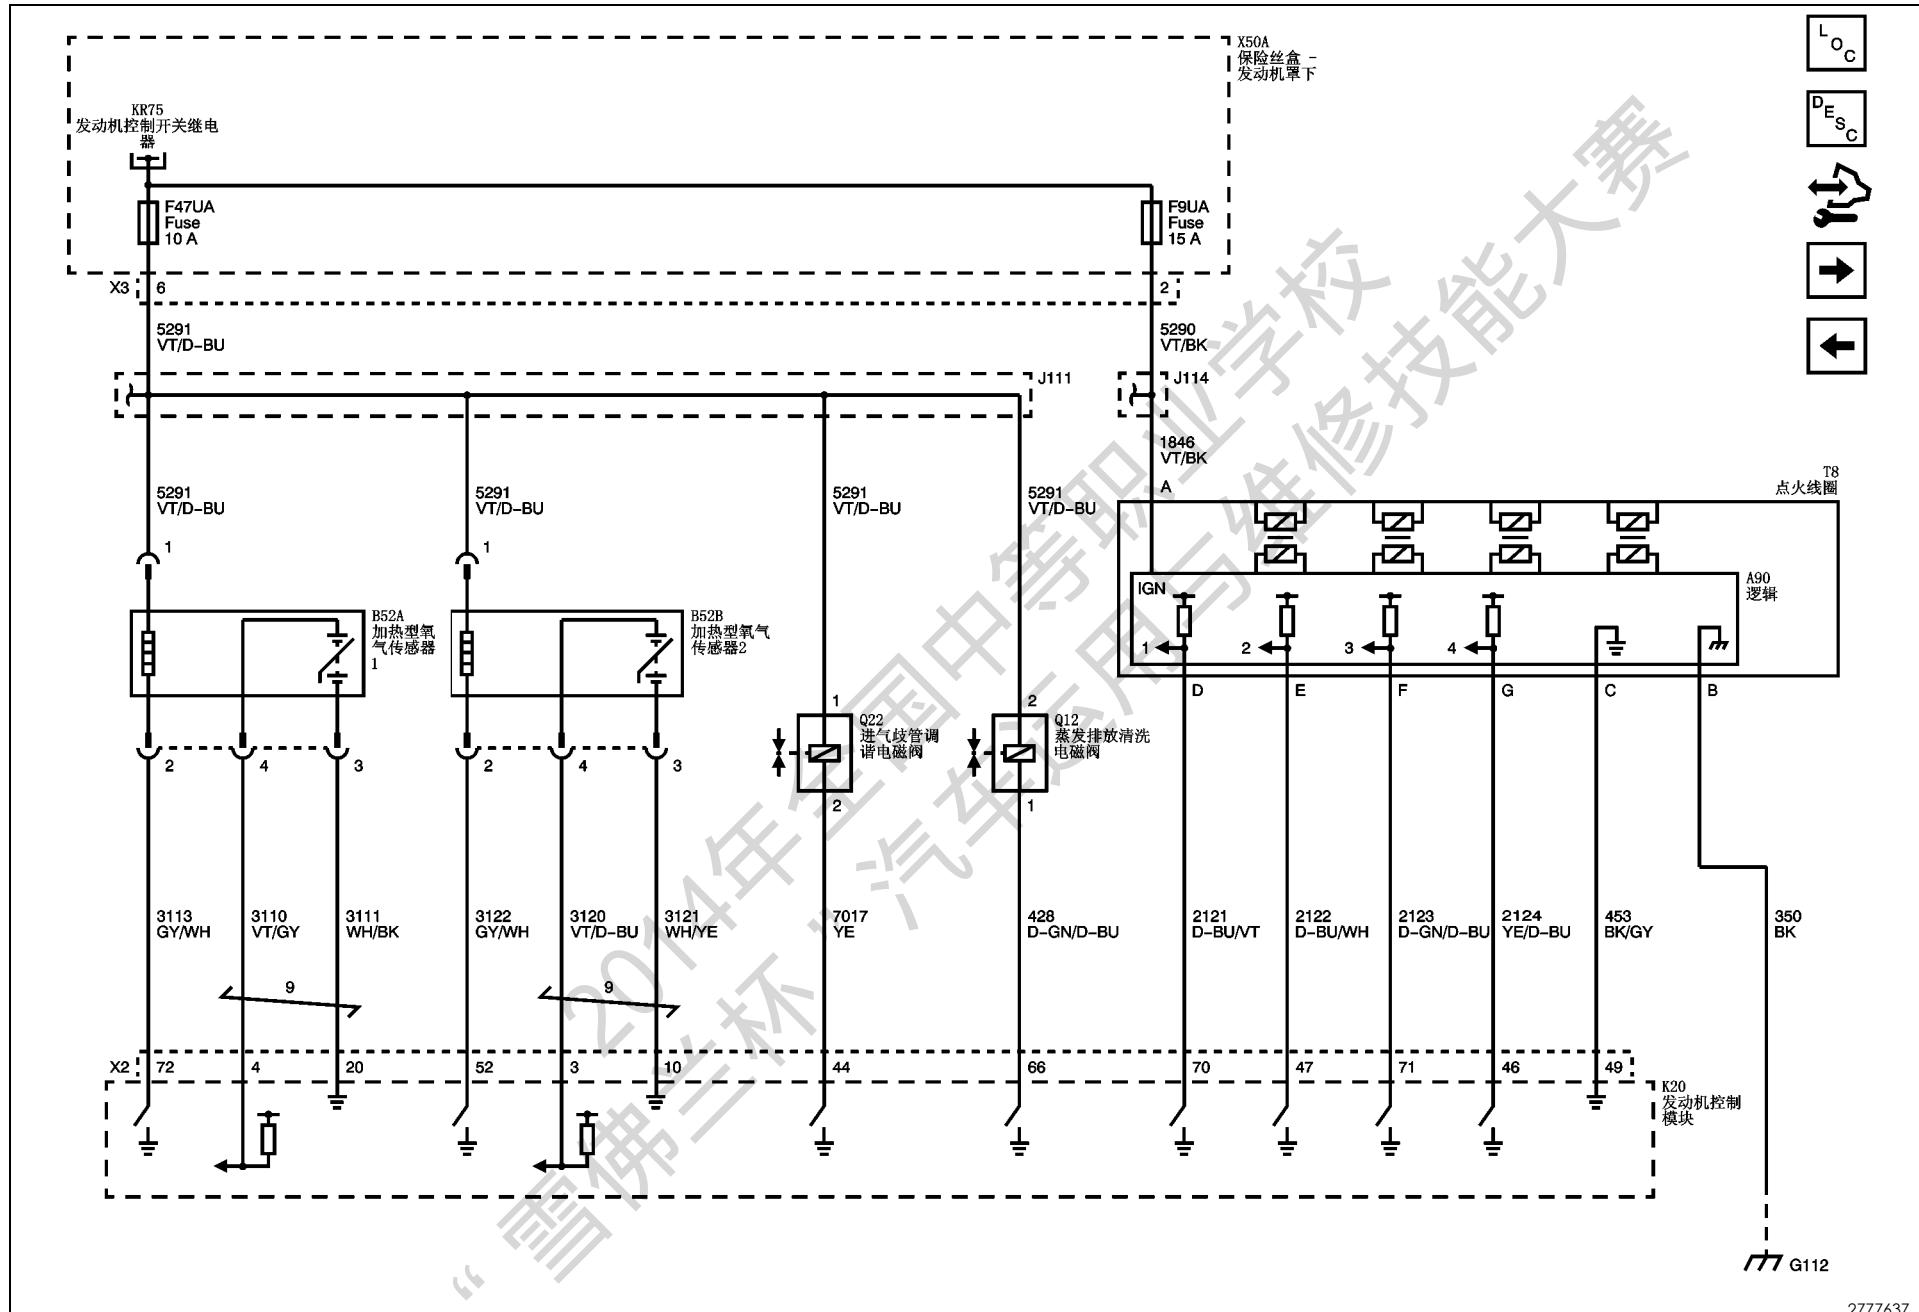 X50A
保险丝盒 -
发动机罩下
LOC
DESC
KR75
发动机控制开关继电
器
F47UA
Fuse
10 A
F9UA
Fuse
15 A
X3
6
2
5291
VT/D-BU
5290
VT/BK
J111
J114
1846
VT/BK
5291
VT/D-BU
5291
VT/D-BU
5291
VT/D-BU
5291
VT/D-BU
A
T8
点火线圈
1
1
IGN
A90
逻辑
B52A
加热型氧
气传感器
1
B52B
加热型氧气
传感器2
1
2
3
4
D
E
F
G
C
B
1
Q22
进气歧管调
谐电磁阀
2
2
Q12
蒸发排放清洗
电磁阀
1
2
4
3
2
4
3
3113
GY/WH
3110
VT/GY
3111
WH/BK
3122
GY/WH
3120
VT/D-BU
3121
WH/YE
7017
YE
428
D-GN/D-BU
2121
D-BU/VT
2122
D-BU/WH
2123
D-GN/D-BU
2124
YE/D-BU
453
BK/GY
350
BK
9
9
X2
72
4
20
52
3
10
44
66
70
47
71
46
49
K20
发动机控制
模块
G112
2777637
2014年全国中等职业学校
“雪佛兰杯”汽车运用与维修技能大赛